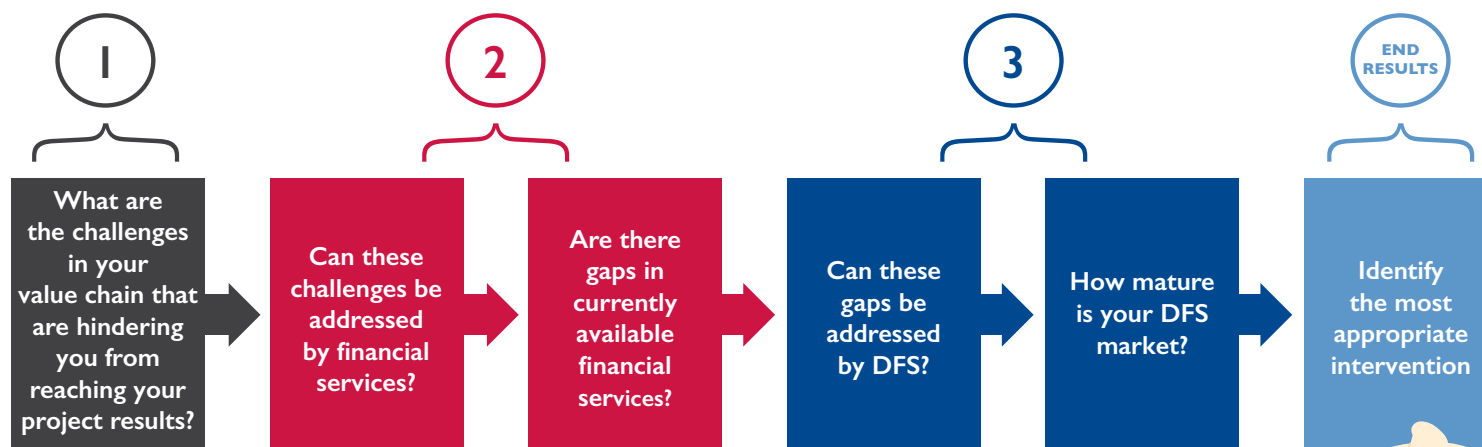 1
2
3
END
RESULTS
What are
the challenges
in your
value chain that
are hindering
you from
reaching your
project results?
Can these
challenges be
addressed
by financial
services?
Are there
gaps in
currently
available
financial
services?
Can these
gaps be
addressed
by DFS?
How mature
is your DFS
market?
Identify
the most
appropriate
intervention